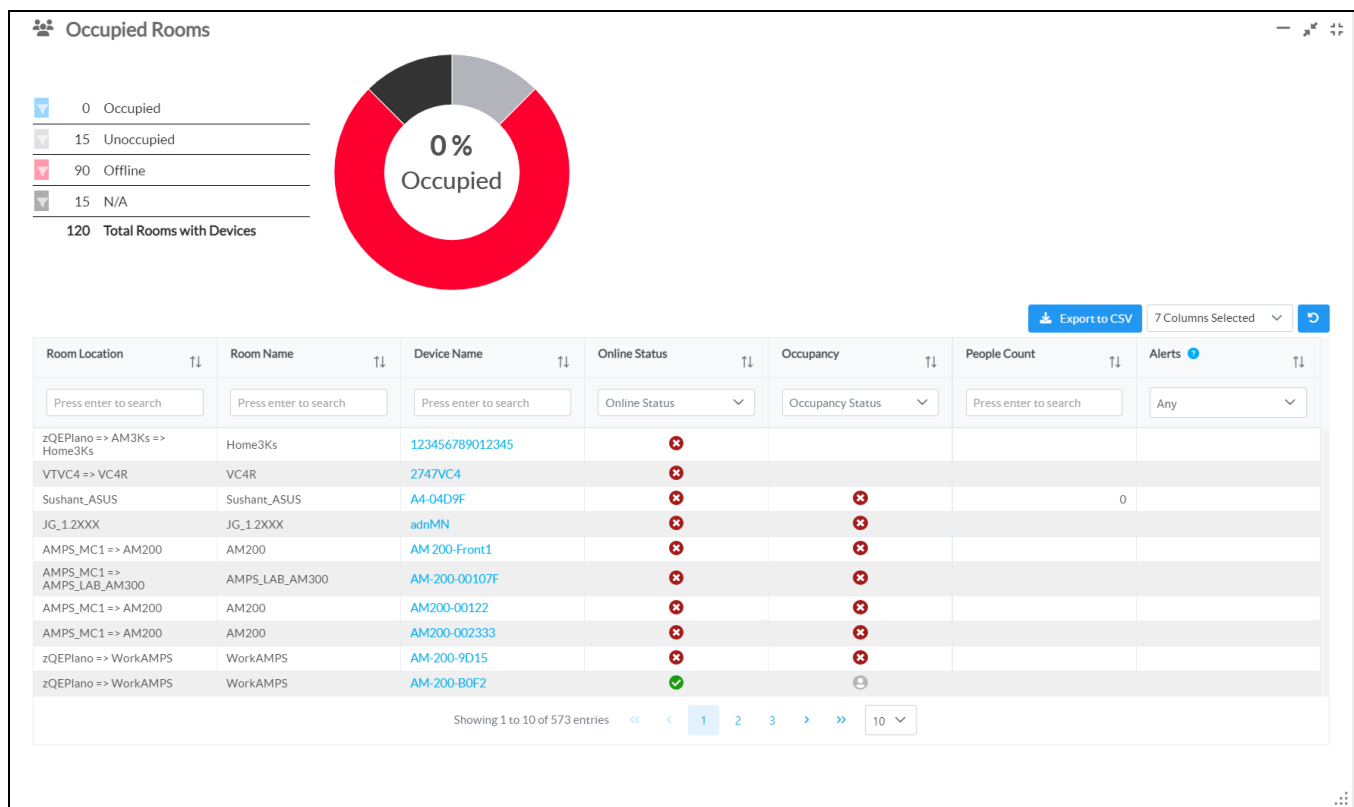 Occupied Rooms
0 Occupied
15 Unoccupied
90 Offline
15 N/A
120 Total Rooms with Devices
0 %
Occupied
Export to CSV 7 Columns Selected
Room Location Room Name Device Name Online Status Occupancy People Count Alerts ?
Press enter to search Press enter to search Press enter to search Online Status Occupancy Status Press enter to search Any
zQEPlano => AM3Ks =>
Home3Ks Home3Ks 123456789012345
VTVC4 => VC4R VC4R 2747VC4
Sushant_ASUS Sushant_ASUS A4-04D9F 0
JG_1.2XXX JG_1.2XXX adnMN
AMPS_MC1 => AM200 AM200 AM 200-Front1
AMPS_MC1 =>
AMPS_LAB_AM300 AMPS_LAB_AM300 AM-200-00107F
AMPS_MC1 => AM200 AM200 AM200-00122
AMPS_MC1 => AM200 AM200 AM200-002333
zQEPlano => WorkAMPS WorkAMPS AM-200-9D15
zQEPlano => WorkAMPS WorkAMPS AM-200-B0F2
Showing 1 to 10 of 573 entries << < 1 2 3 > >> 10